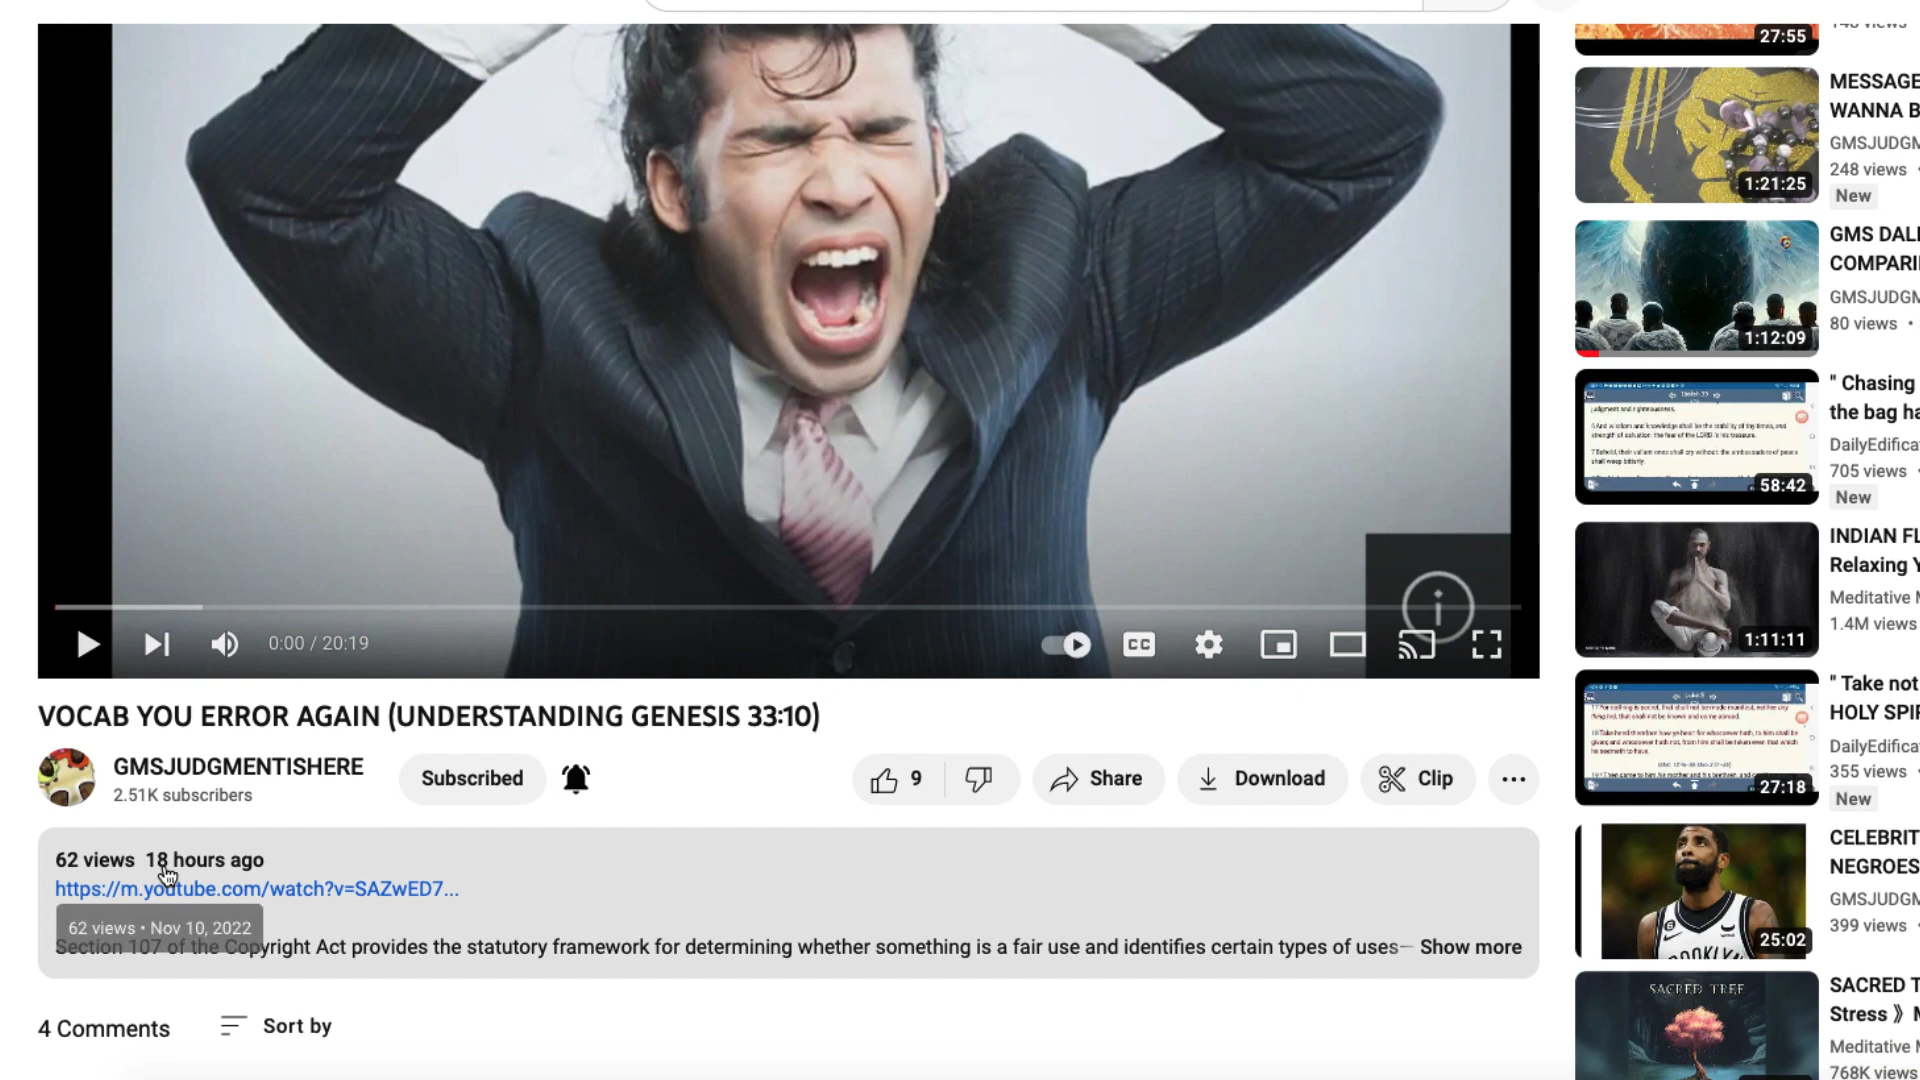 0:00 / 20:19
CC
VOCAB YOU ERROR AGAIN (UNDERSTANDING GENESIS 33:10)
GMSJUDGMENTISHERE
2.51K subscribers
Subscribed
9
Share
Download
Clip
62 views 18 hours ago
https://m.youtube.com/watch?v=SAZwED7...
62 views • Nov 10, 2022
Section 107 of the Copyright Act provides the statutory framework for determining whether something is a fair use and identifies certain types of uses— Show more
4 Comments
Sort by
27:55
MESSAGE
WANNA B
GMSJUDGM
248 views •
New
1:21:25
GMS DALL
COMPARI
GMSJUDGM
80 views •
1:12:09
" Chasing
the bag ha
DailyEdifica
705 views •
New
58:42
INDIAN FL
Relaxing Y
Meditative M
1.4M views
1:11:11
" Take not
HOLY SPIR
DailyEdifica
355 views •
New
27:18
CELEBRIT
NEGROES
GMSJUDGM
399 views •
25:02
SACRED TREE
SACRED T
Stress 》 M
Meditative M
768K views